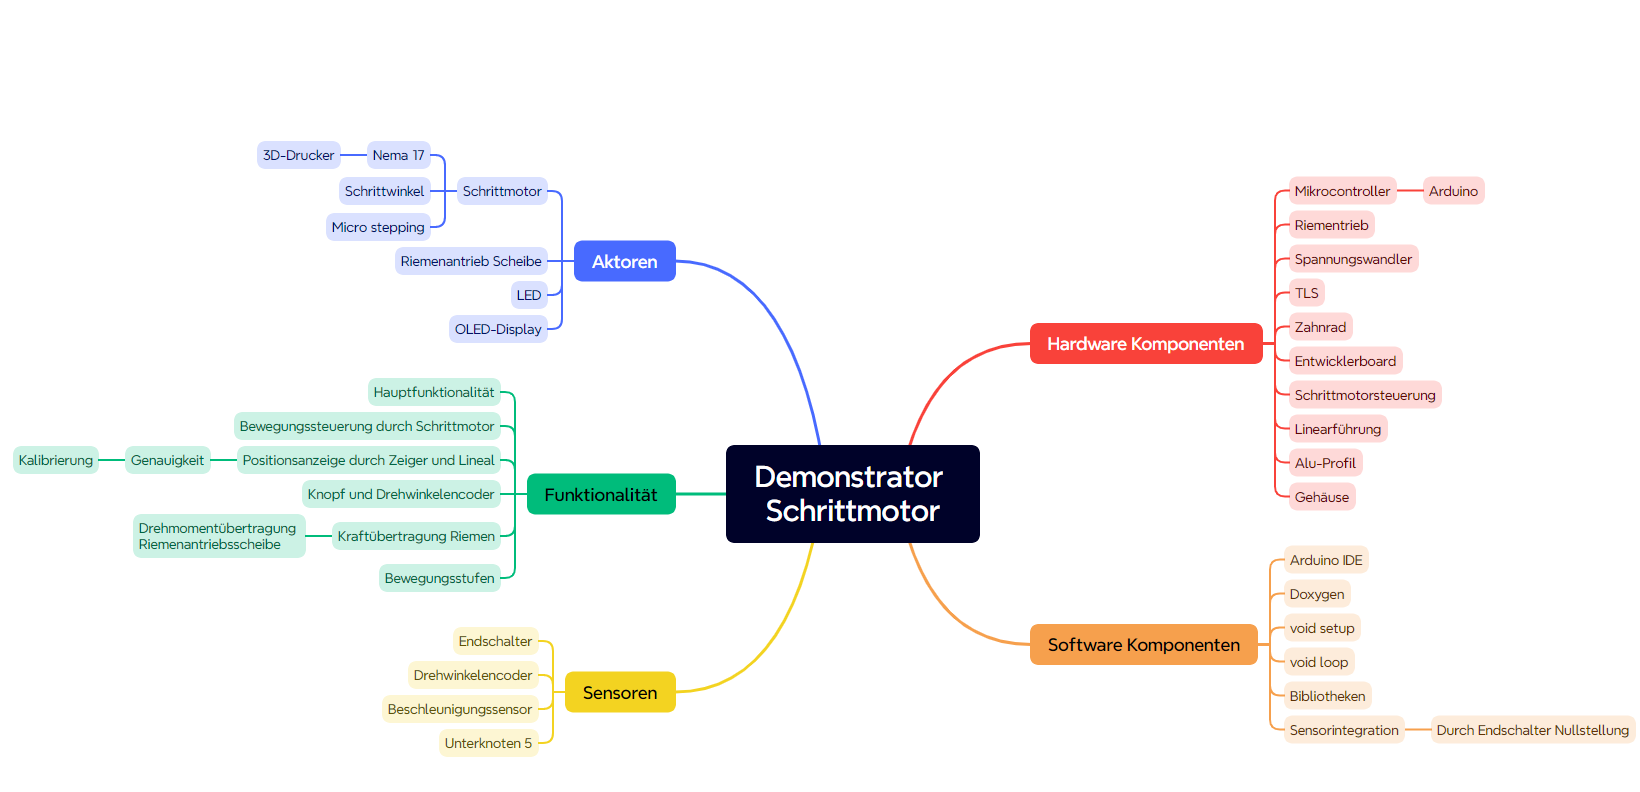 Demonstrator
Schrittmotor
Aktoren
Schrittmotor
Nema 17
3D-Drucker
Schrittwinkel
Micro stepping
Riemenantrieb Scheibe
LED
OLED-Display
Funktionalität
Hauptfunktionalität
Bewegungssteuerung durch Schrittmotor
Positionsanzeige durch Zeiger und Lineal
Genauigkeit
Kalibrierung
Knopf und Drehwinkelencoder
Kraftübertragung Riemen
Drehmomentübertragung
Riemenantriebsscheibe
Bewegungsstufen
Sensoren
Endschalter
Drehwinkelencoder
Beschleunigungssensor
Unterknoten 5
Hardware Komponenten
Mikrocontroller
Arduino
Riementrieb
Spannungswandler
TLS
Zahnrad
Entwicklerboard
Schrittmotorsteuerung
Linearführung
Alu-Profil
Gehäuse
Software Komponenten
Arduino IDE
Doxygen
void setup
void loop
Bibliotheken
Sensorintegration
Durch Endschalter Nullstellung